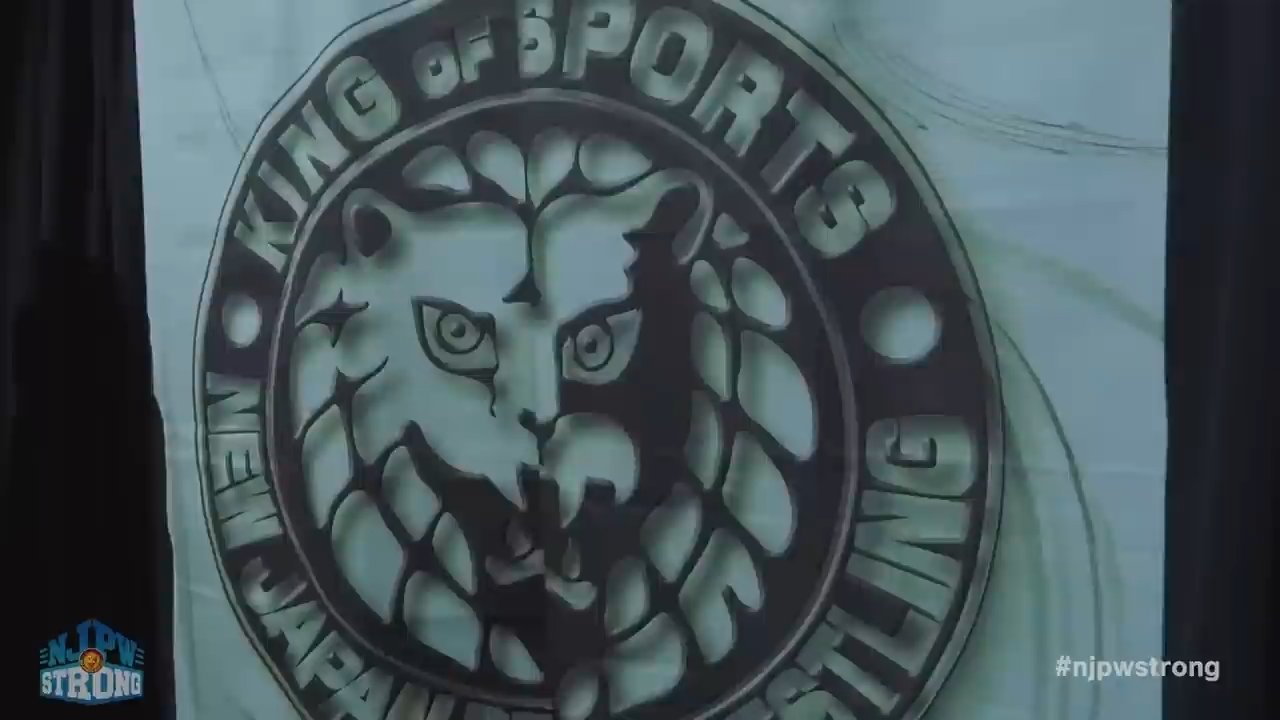 KING OF SPORTS
NEW JAPAN
NJPW
STRONG
#njpwstrong